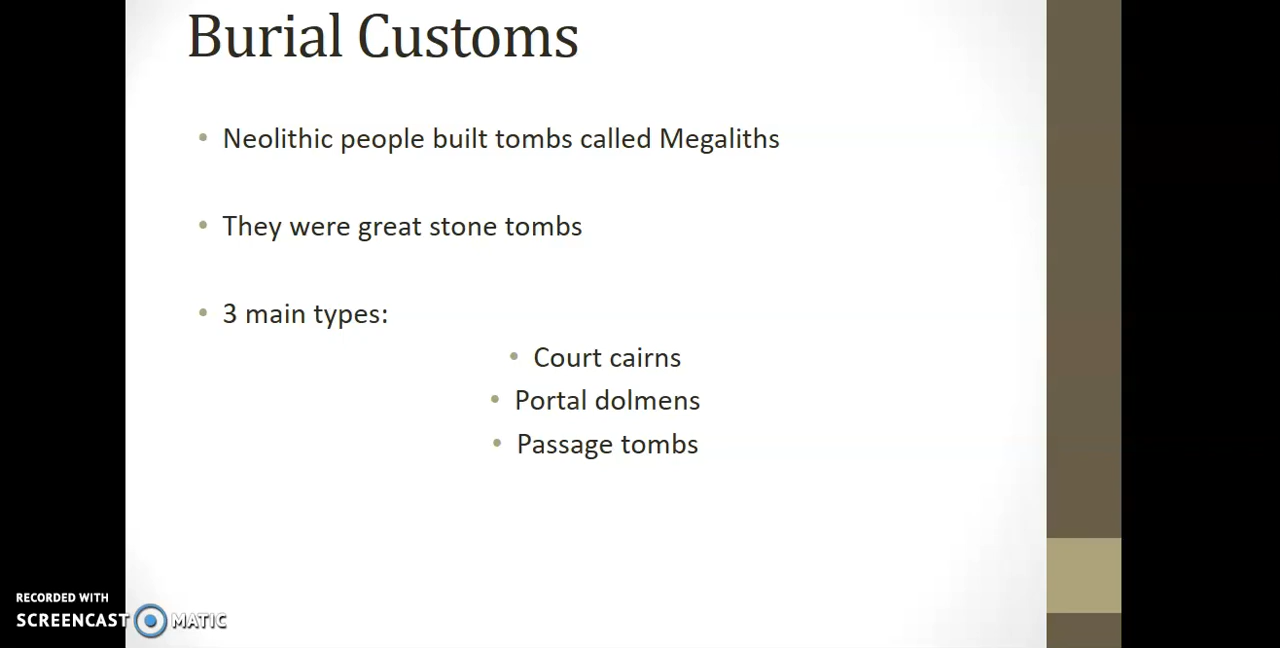 Burial Customs
• Neolithic people built tombs called Megaliths
• They were great stone tombs
• 3 main types:
• Court cairns
• Portal dolmens
• Passage tombs
RECORDED WITH
SCREENCAST MATIC